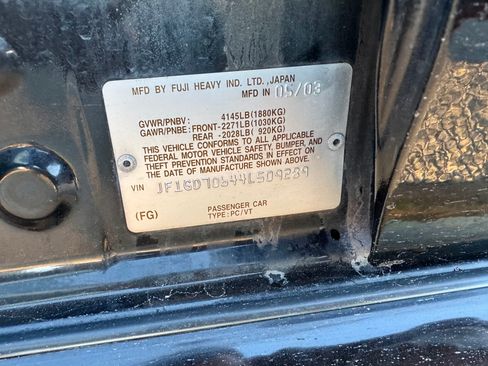 MFD BY FUJI HEAVY IND. LTD., JAPAN
MFD IN 05/03
GVWR/PNBV: 4145LB(1880KG)
GAWR/PNBE: FRONT-2271LB(1030KG)
REAR -2028LB( 920KG)
THIS VEHICLE CONFORMS TO ALL APPLICABLE
FEDERAL MOTOR VEHICLE SAFETY, BUMPER, AND
THEFT PREVENTION STANDARDS IN EFFECT ON THE
DATE OF MANUFACTURE SHOWN ABOVE.
VIN JF1GD70644L509289
(FG) PASSENGER CAR
TYPE:PC/VT